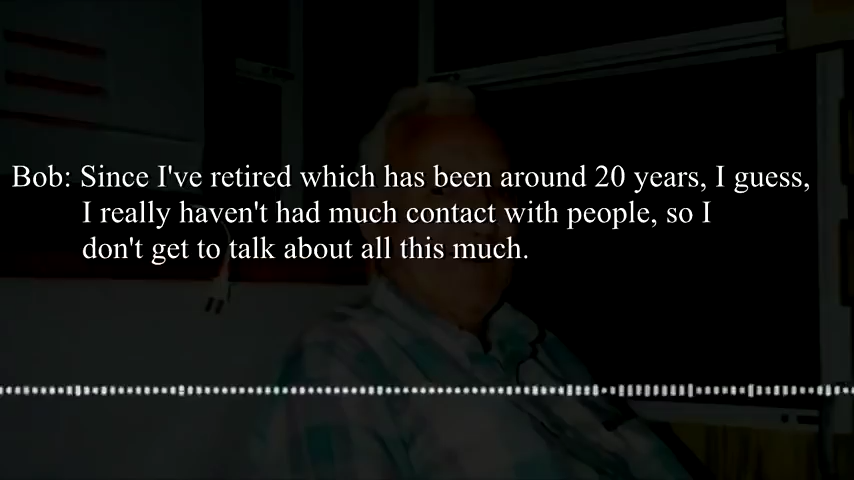 Bob: Since I've retired which has been around 20 years, I guess,
I really haven't had much contact with people, so I
don't get to talk about all this much.